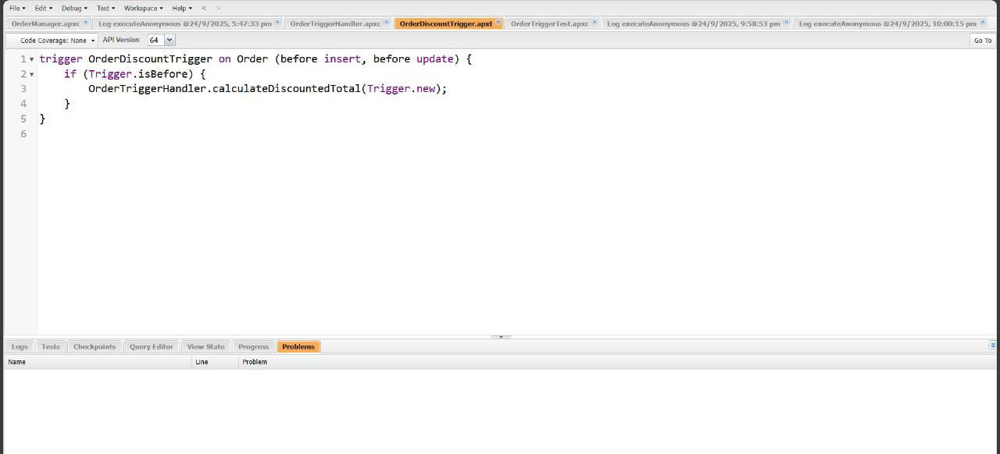 File Edit Debug Test Workspace Help < >
OrderManager.apxc Log executeAnonymous @24/9/2025, 5:47:33 pm OrderTriggerHandler.apxc OrderDiscountTrigger.apxt OrderTriggerTest.apxc Log executeAnonymous @24/9/2025, 9:58:53 pm Log executeAnonymous @24/9/2025, 10:00:15 pm
Code Coverage: None API Version: 64 Go To
1 trigger OrderDiscountTrigger on Order (before insert, before update) {
2 if (Trigger.isBefore) {
3 OrderTriggerHandler.calculateDiscountedTotal(Trigger.new);
4 }
5 }
6
Logs Tests Checkpoints Query Editor View State Progress Problems
Name Line Problem